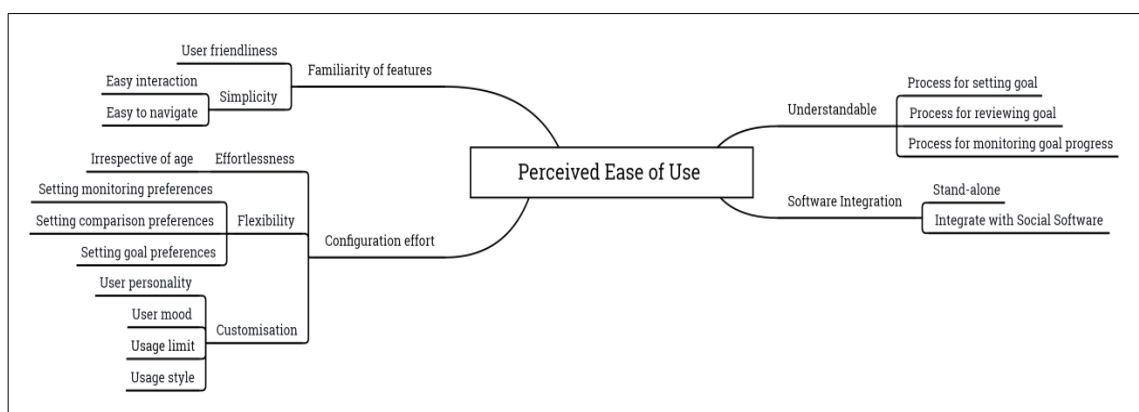 Perceived Ease of Use
Familiarity of features
User friendliness
Simplicity
Easy interaction
Easy to navigate
Configuration effort
Effortlessness
Irrespective of age
Flexibility
Setting monitoring preferences
Setting comparison preferences
Setting goal preferences
Customisation
User personality
User mood
Usage limit
Usage style
Understandable
Process for setting goal
Process for reviewing goal
Process for monitoring goal progress
Software Integration
Stand-alone
Integrate with Social Software